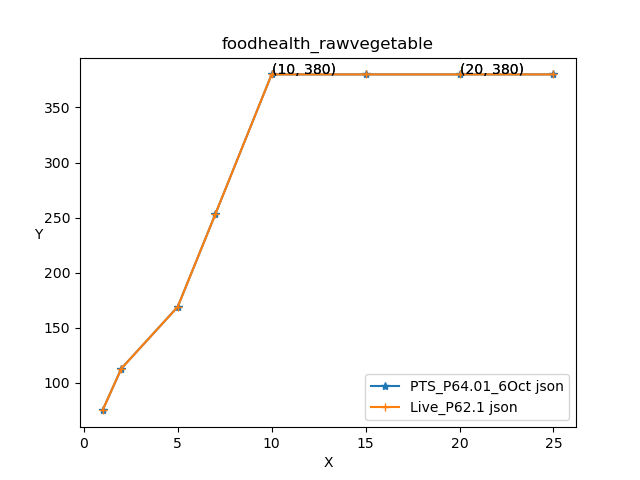 foodhealth_rawvegetable
(10, 380)
(20, 380)
350
300
250
200
150
100
Y
0
5
10
15
20
25
X
PTS_P64.01_6Oct json
Live_P62.1 json